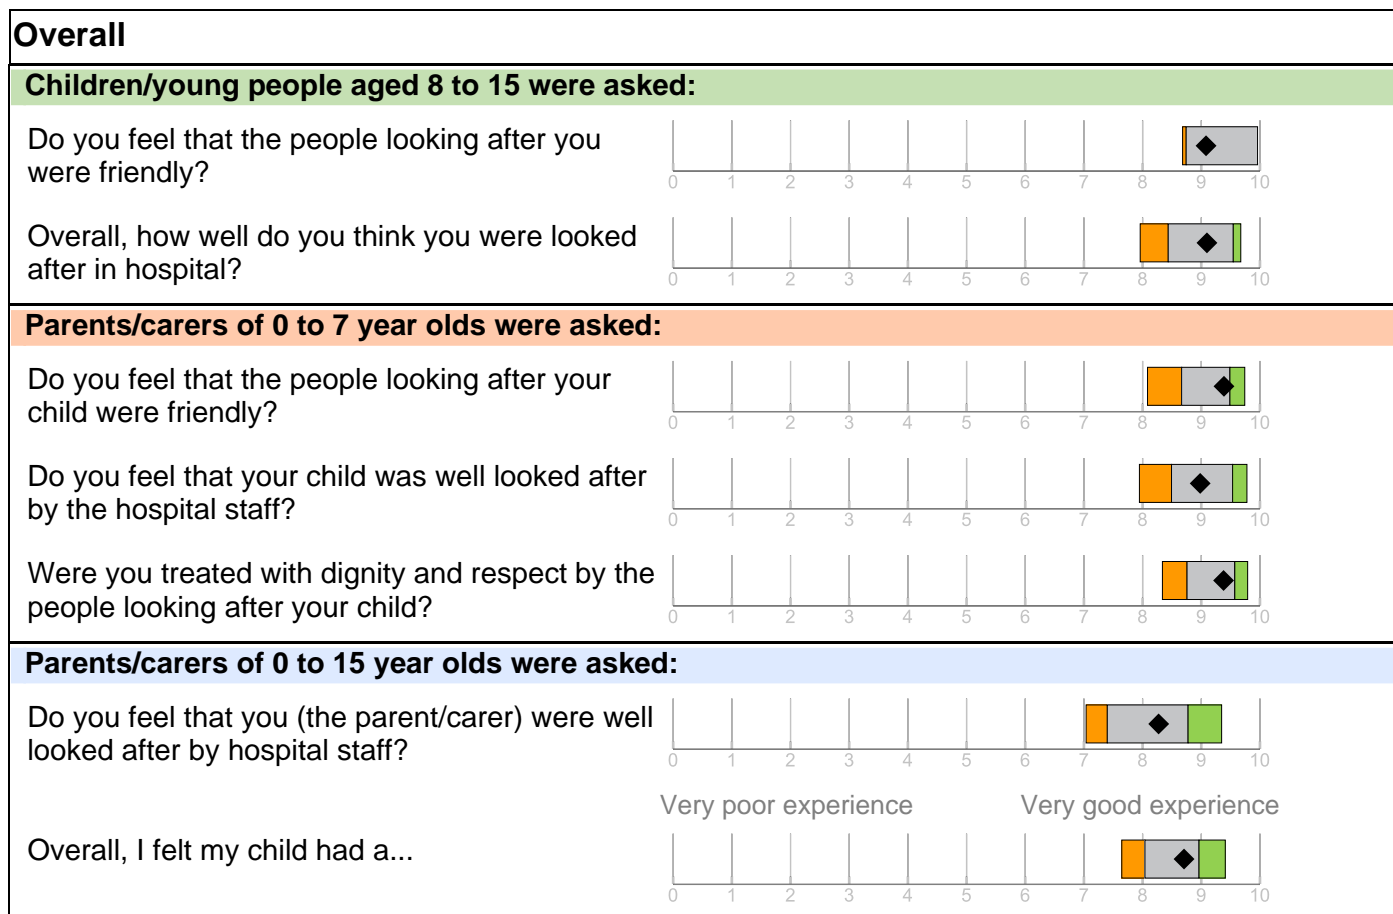 Overall
Children/young people aged 8 to 15 were asked:
Do you feel that the people looking after you
were friendly?
0 1 2 3 4 5 6 7 8 9 10
Overall, how well do you think you were looked
after in hospital?
0 1 2 3 4 5 6 7 8 9 10
Parents/carers of 0 to 7 year olds were asked:
Do you feel that the people looking after your
child were friendly?
0 1 2 3 4 5 6 7 8 9 10
Do you feel that your child was well looked after
by the hospital staff?
0 1 2 3 4 5 6 7 8 9 10
Were you treated with dignity and respect by the
people looking after your child?
0 1 2 3 4 5 6 7 8 9 10
Parents/carers of 0 to 15 year olds were asked:
Do you feel that you (the parent/carer) were well
looked after by hospital staff?
0 1 2 3 4 5 6 7 8 9 10
Very poor experience Very good experience
Overall, I felt my child had a...
0 1 2 3 4 5 6 7 8 9 10